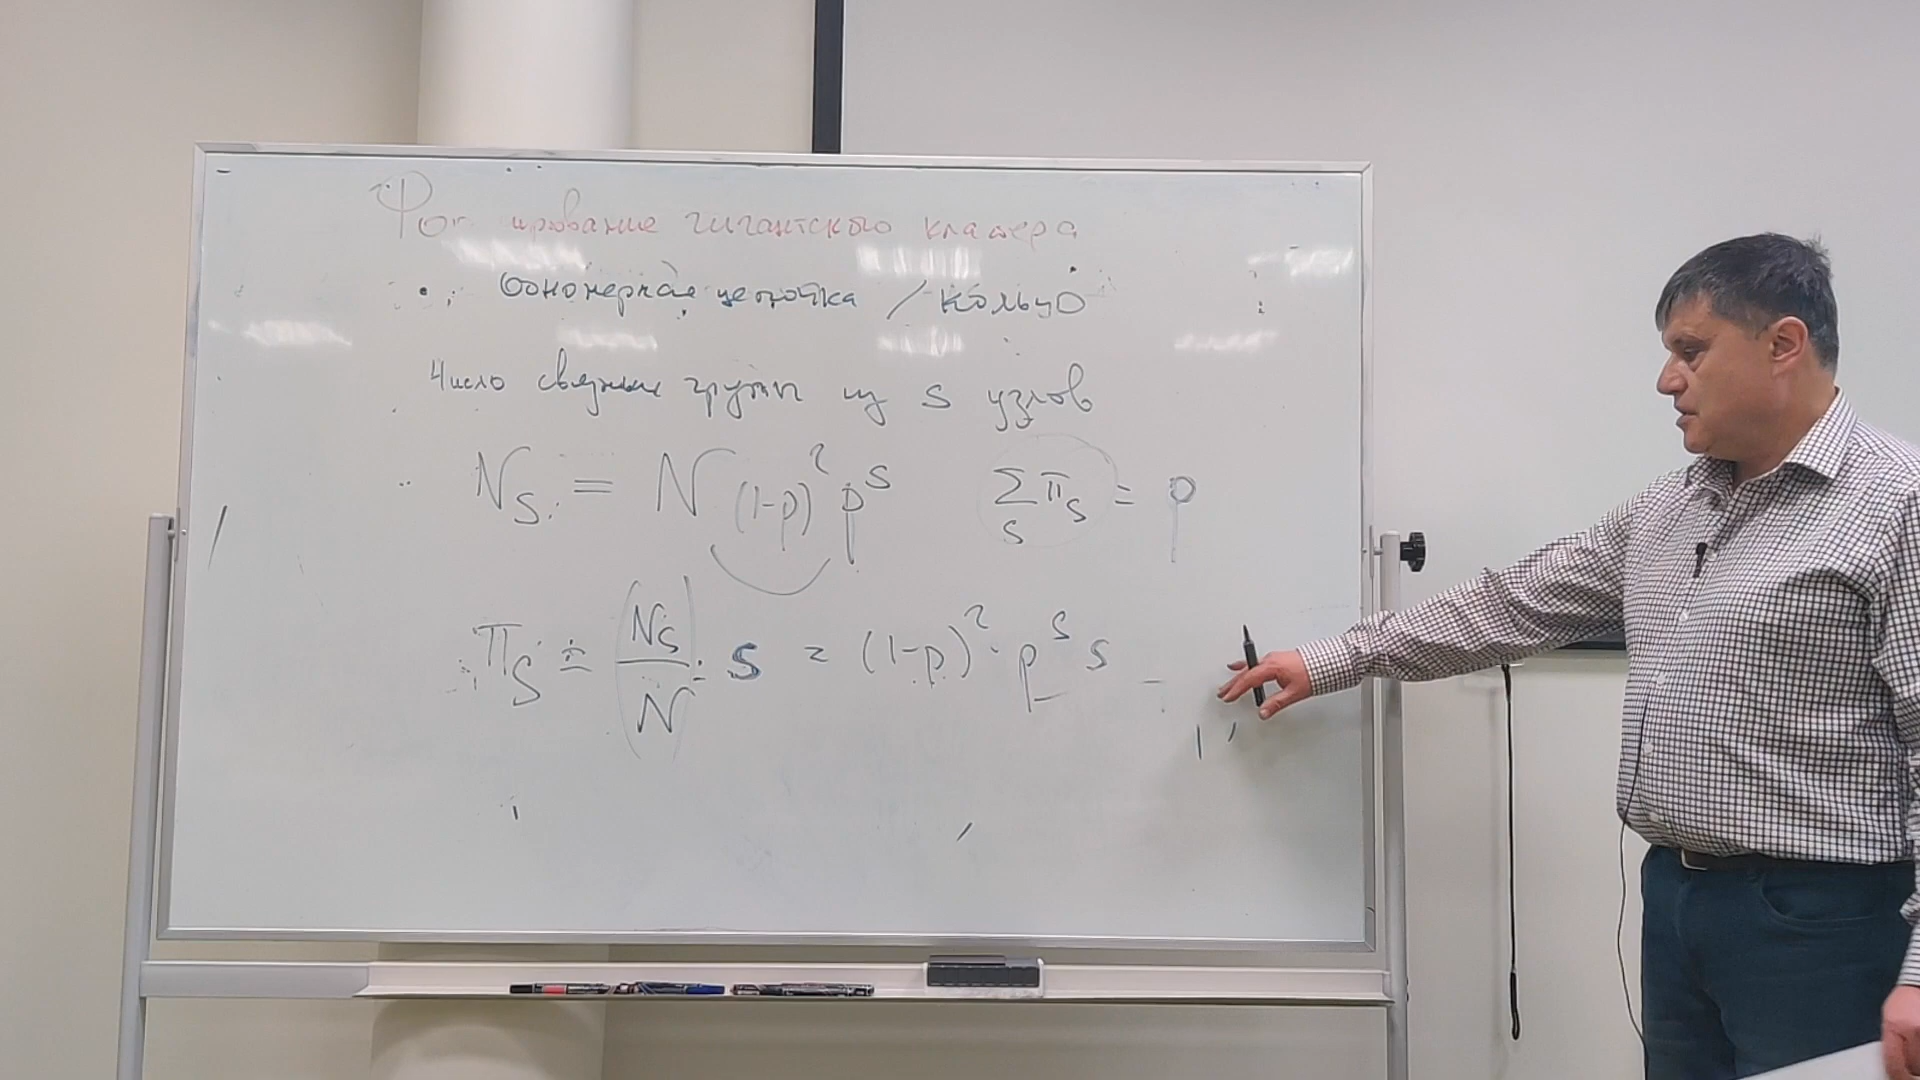 Формирование гигантского кластера
Одномерная цепочка / кольцо
Число связных групп из s узлов
N_s = N (1-p)^2 p^s    Σ_s π_s = p
π_s = (N_s / N) · s = (1-p)^2 · p^s s